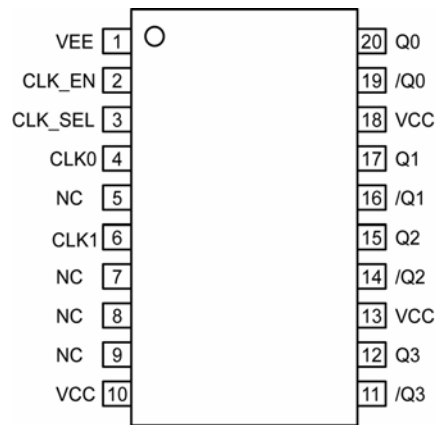 VEE 1 20 Q0
CLK_EN 2 19 /Q0
CLK_SEL 3 18 VCC
CLK0 4 17 Q1
NC 5 16 /Q1
CLK1 6 15 Q2
NC 7 14 /Q2
NC 8 13 VCC
NC 9 12 Q3
VCC 10 11 /Q3